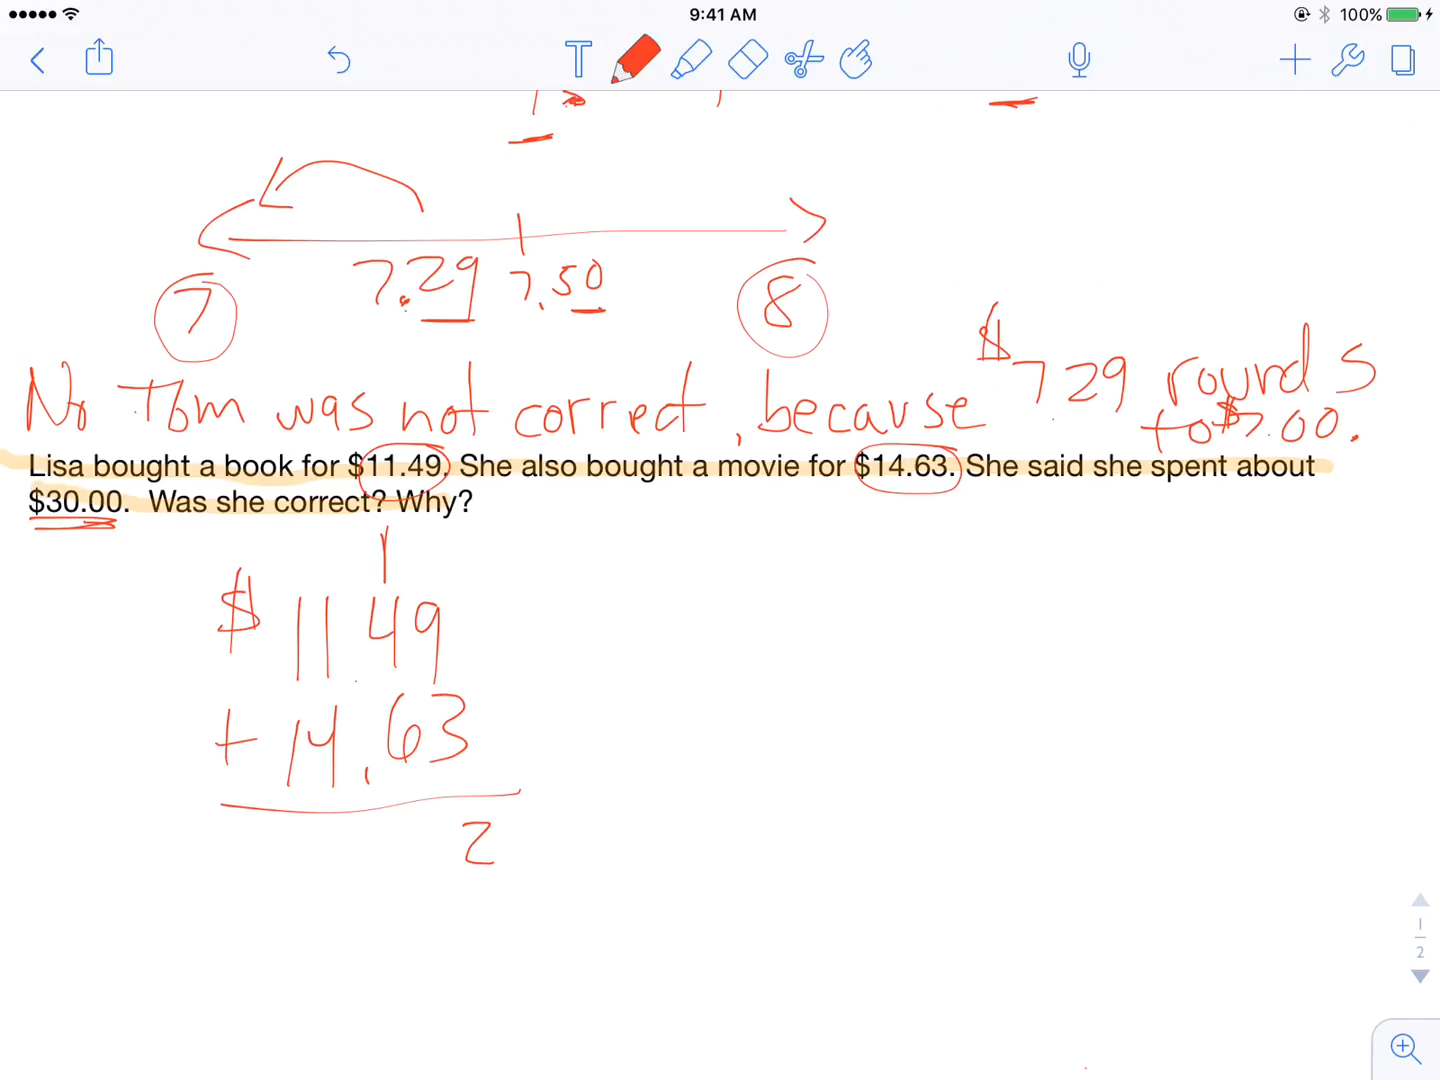 9:41 AM
100%
T
7.29 7.50
7 8
$7.29 rounds
No Tom was not correct, because
to $7.00.
Lisa bought a book for $11.49. She also bought a movie for $14.63. She said she spent about
$30.00. Was she correct? Why?
1
$ 11 49
+ 14.63
2
1
2